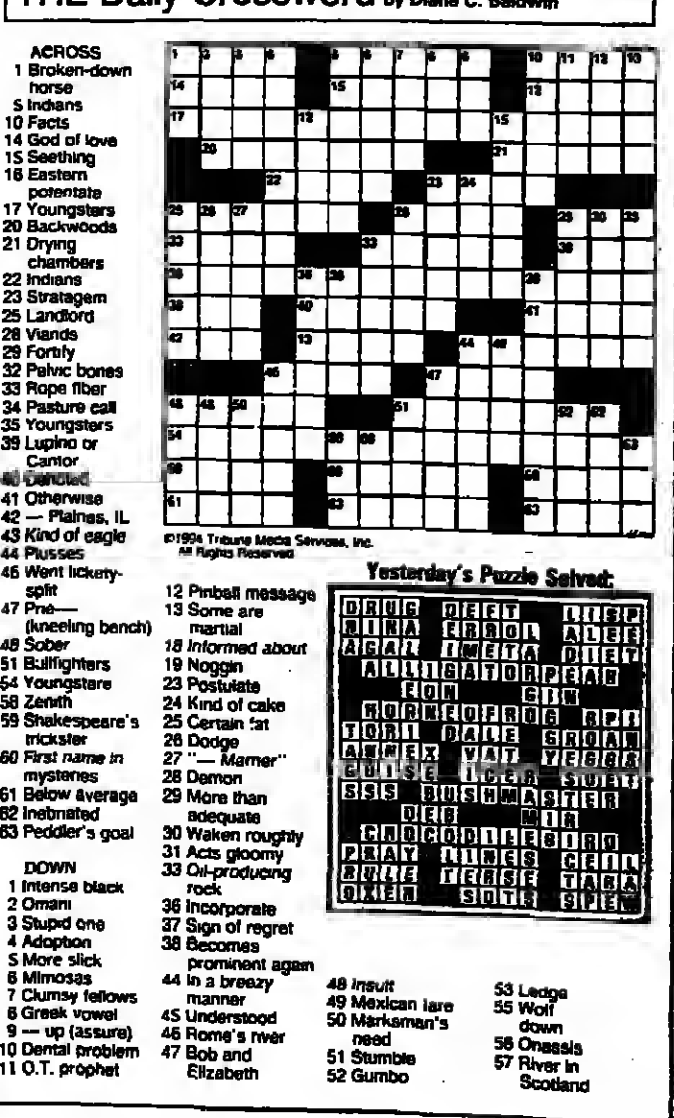 THE Daily Crossword by Diane C. Baldwin
ACROSS
1 Broken-down
horse
5 Indians
10 Facts
14 God of love
15 Seething
16 Eastern
potentate
17 Youngsters
20 Backwoods
21 Drying
chambers
22 Indians
23 Stratagem
25 Landlord
28 Viands
29 Fortify
32 Pelvic bones
33 Rope fiber
34 Pasture call
35 Youngsters
39 Lupino or
Cantor
40 Denoted
41 Otherwise
42 — Plaines, IL
43 Kind of eagle
44 Plusses
46 Went lickety-
split
47 Prie—
(kneeling bench)
48 Sober
51 Bullfighters
54 Youngsters
58 Zenith
59 Shakespeare's
trickster
60 First name in
mysteries
61 Below average
62 Inebriated
63 Peddler's goal
DOWN
1 Intense black
2 Omani
3 Stupid one
4 Adoption
5 More slick
6 Mimosas
7 Clumsy fellows
8 Greek vowel
9 — up (assure)
10 Dental problem
11 O.T. prophet
©1994 Tribune Media Services, Inc.
All Rights Reserved
12 Pinball message
13 Some are
martial
18 Informed about
19 Noggin
23 Postulate
24 Kind of cake
25 Certain fat
26 Dodge
27 "— Marner"
28 Demon
29 More than
adequate
30 Waken roughly
31 Acts gloomy
33 Oil-producing
rock
36 Incorporate
37 Sign of regret
38 Becomes
prominent again
44 In a breezy
manner
45 Understood
46 Rome's river
47 Bob and
Elizabeth
48 Insult
49 Mexican fare
50 Marksman's
need
51 Stumble
52 Gumbo
53 Ledge
55 Wolf
down
56 Onassis
57 River in
Scotland
Yesterday's Puzzle Solved:
DRUG DEFT LISP
NINA ERROL ALEE
AGAL IMETA DIET
ALLIGATORPEAR
EON GIN
HORNEDFROG RPI
TORI DALE GROAN
ANNEX VAT YEGGS
GUISE ICER SUET
SSS BUSHMASTER
DEB MIR
CROCODILEBIRD
PRAY LINES CEIL
RULE TERSE TARA
OXEN SOTS SPEW